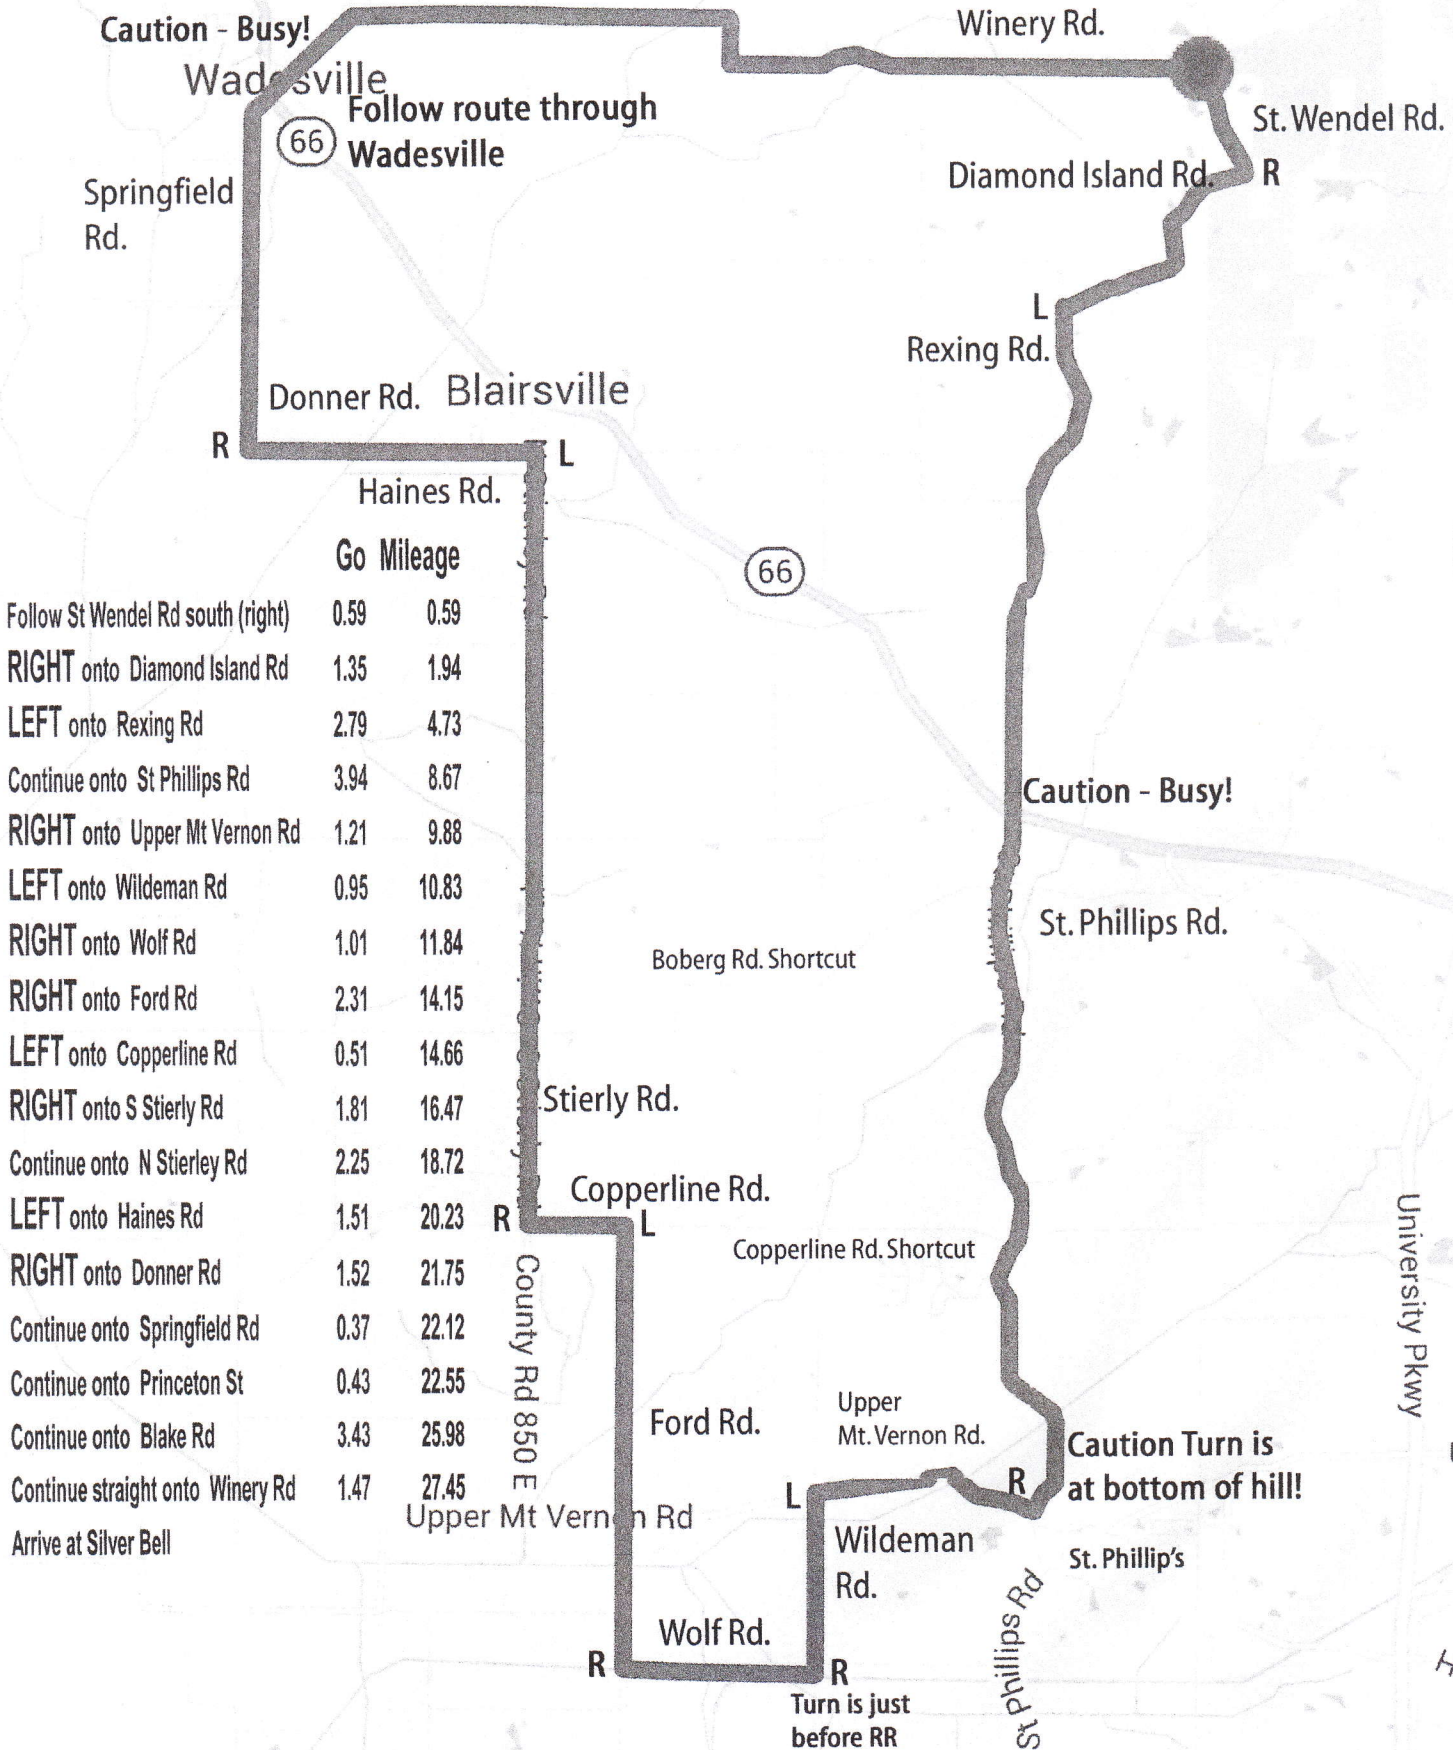 Caution - Busy!
Winery Rd.
Wadesville
Follow route through
Wadesville
66
St. Wendel Rd.
Diamond Island Rd.
R
Springfield
Rd.
L
Rexing Rd.
Donner Rd.
Blairsville
R
L
Haines Rd.
66
Go Mileage
Follow St Wendel Rd south (right) 0.59 0.59
RIGHT onto Diamond Island Rd 1.35 1.94
LEFT onto Rexing Rd 2.79 4.73
Continue onto St Phillips Rd 3.94 8.67
RIGHT onto Upper Mt Vernon Rd 1.21 9.88
LEFT onto Wildeman Rd 0.95 10.83
RIGHT onto Wolf Rd 1.01 11.84
RIGHT onto Ford Rd 2.31 14.15
LEFT onto Copperline Rd 0.51 14.66
RIGHT onto S Stierly Rd 1.81 16.47
Continue onto N Stierley Rd 2.25 18.72
LEFT onto Haines Rd 1.51 20.23
RIGHT onto Donner Rd 1.52 21.75
Continue onto Springfield Rd 0.37 22.12
Continue onto Princeton St 0.43 22.55
Continue onto Blake Rd 3.43 25.98
Continue straight onto Winery Rd 1.47 27.45
Arrive at Silver Bell
Caution - Busy!
St. Phillips Rd.
Boberg Rd. Shortcut
Stierly Rd.
Copperline Rd.
R
L
Copperline Rd. Shortcut
County Rd 850 E
University Pkwy
Ford Rd.
Upper
Mt. Vernon Rd.
Caution Turn is
at bottom of hill!
R
L
Upper Mt Vernon Rd
Wildeman
Rd.
St. Phillip's
St Phillips Rd
Wolf Rd.
R
R
Turn is just
before RR